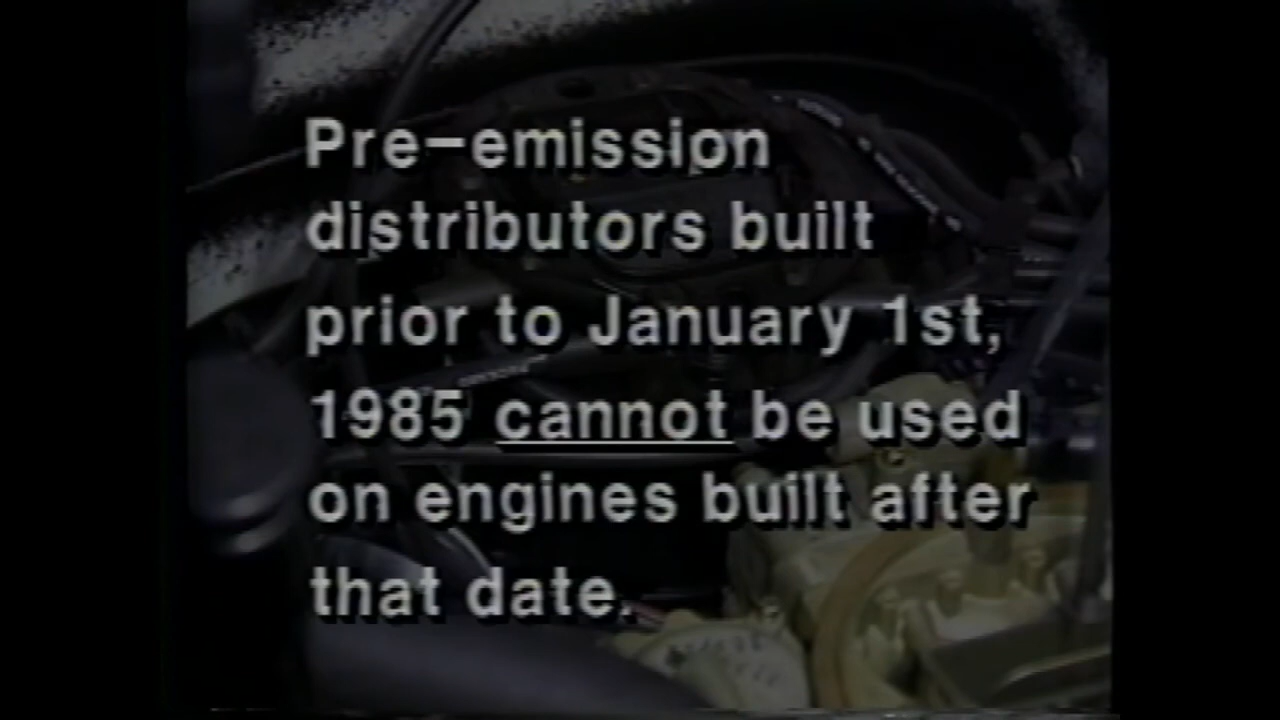 Pre-emission
distributors built
prior to January 1st,
1985 cannot be used
on engines built after
that date.